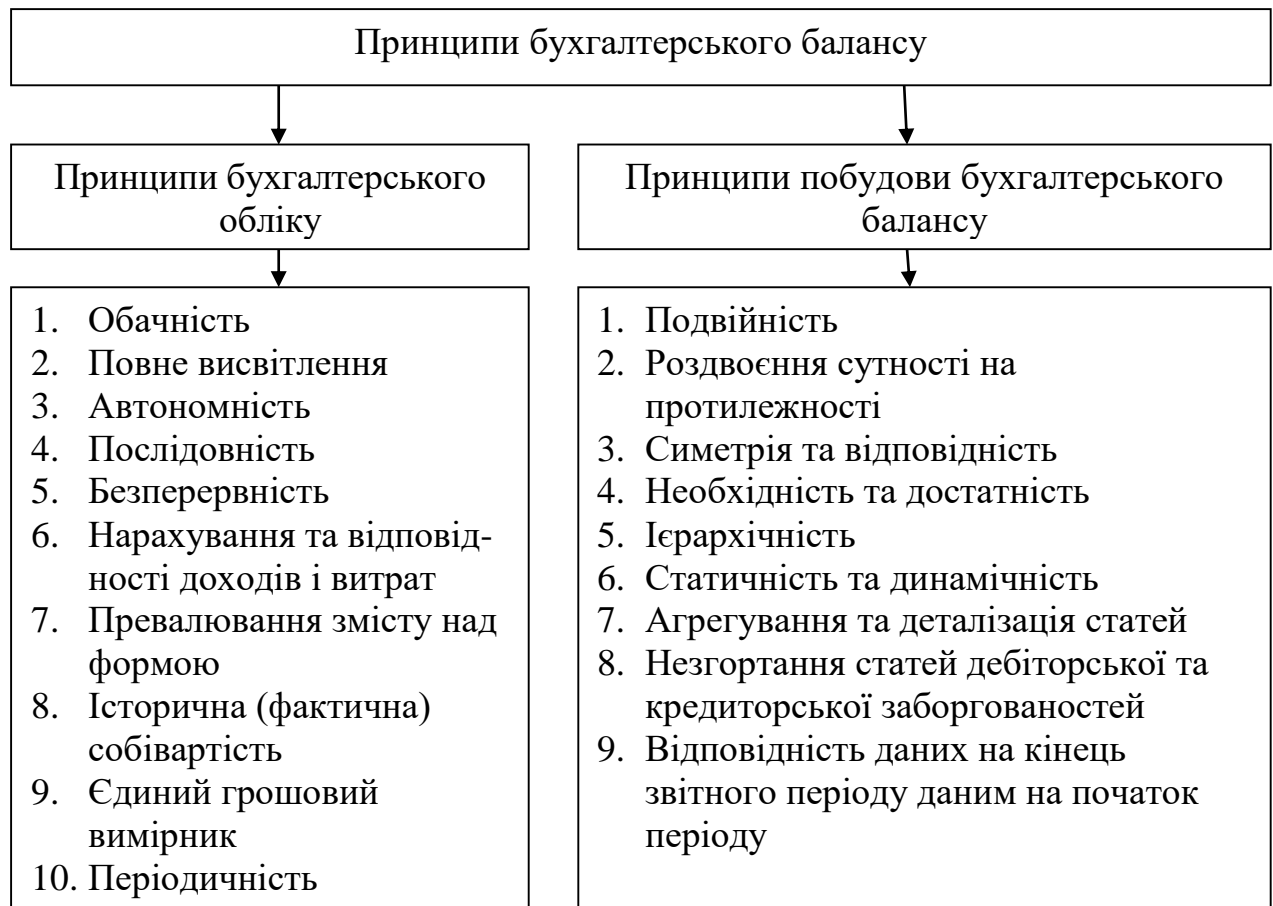 Принципи бухгалтерського балансу
Принципи бухгалтерського
обліку
Принципи побудови бухгалтерського
балансу
1. Обачність
2. Повне висвітлення
3. Автономність
4. Послідовність
5. Безперервність
6. Нарахування та відповід-
ності доходів і витрат
7. Превалювання змісту над
формою
8. Історична (фактична)
собівартість
9. Єдиний грошовий
вимірник
10. Періодичність
1. Подвійність
2. Роздвоєння сутності на
протилежності
3. Симетрія та відповідність
4. Необхідність та достатність
5. Ієрархічність
6. Статичність та динамічність
7. Агрегування та деталізація статей
8. Незгортання статей дебіторської та
кредиторської заборгованостей
9. Відповідність даних на кінець
звітного періоду даним на початок
періоду